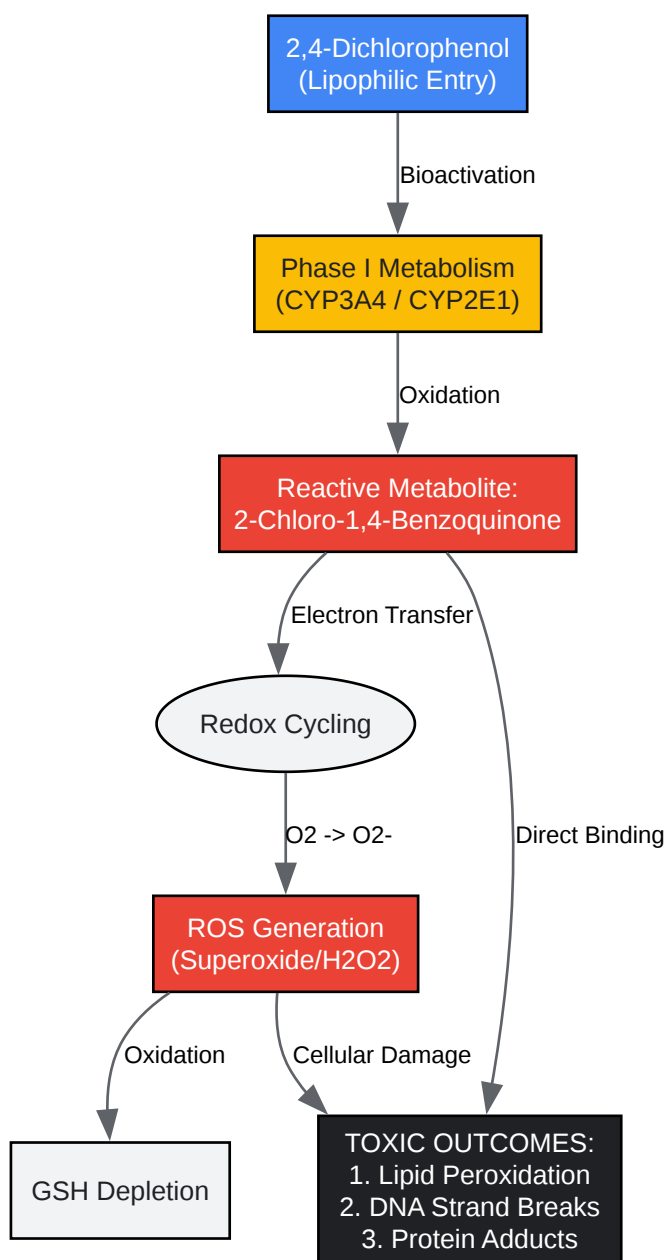 2,4-Dichlorophenol
(Lipophilic Entry)
Bioactivation
Phase I Metabolism
(CYP3A4 / CYP2E1)
Oxidation
Reactive Metabolite:
2-Chloro-1,4-Benzoquinone
Electron Transfer
Redox Cycling
O2 -> O2-
Direct Binding
ROS Generation
(Superoxide/H2O2)
Oxidation
Cellular Damage
GSH Depletion
TOXIC OUTCOMES:
1. Lipid Peroxidation
2. DNA Strand Breaks
3. Protein Adducts